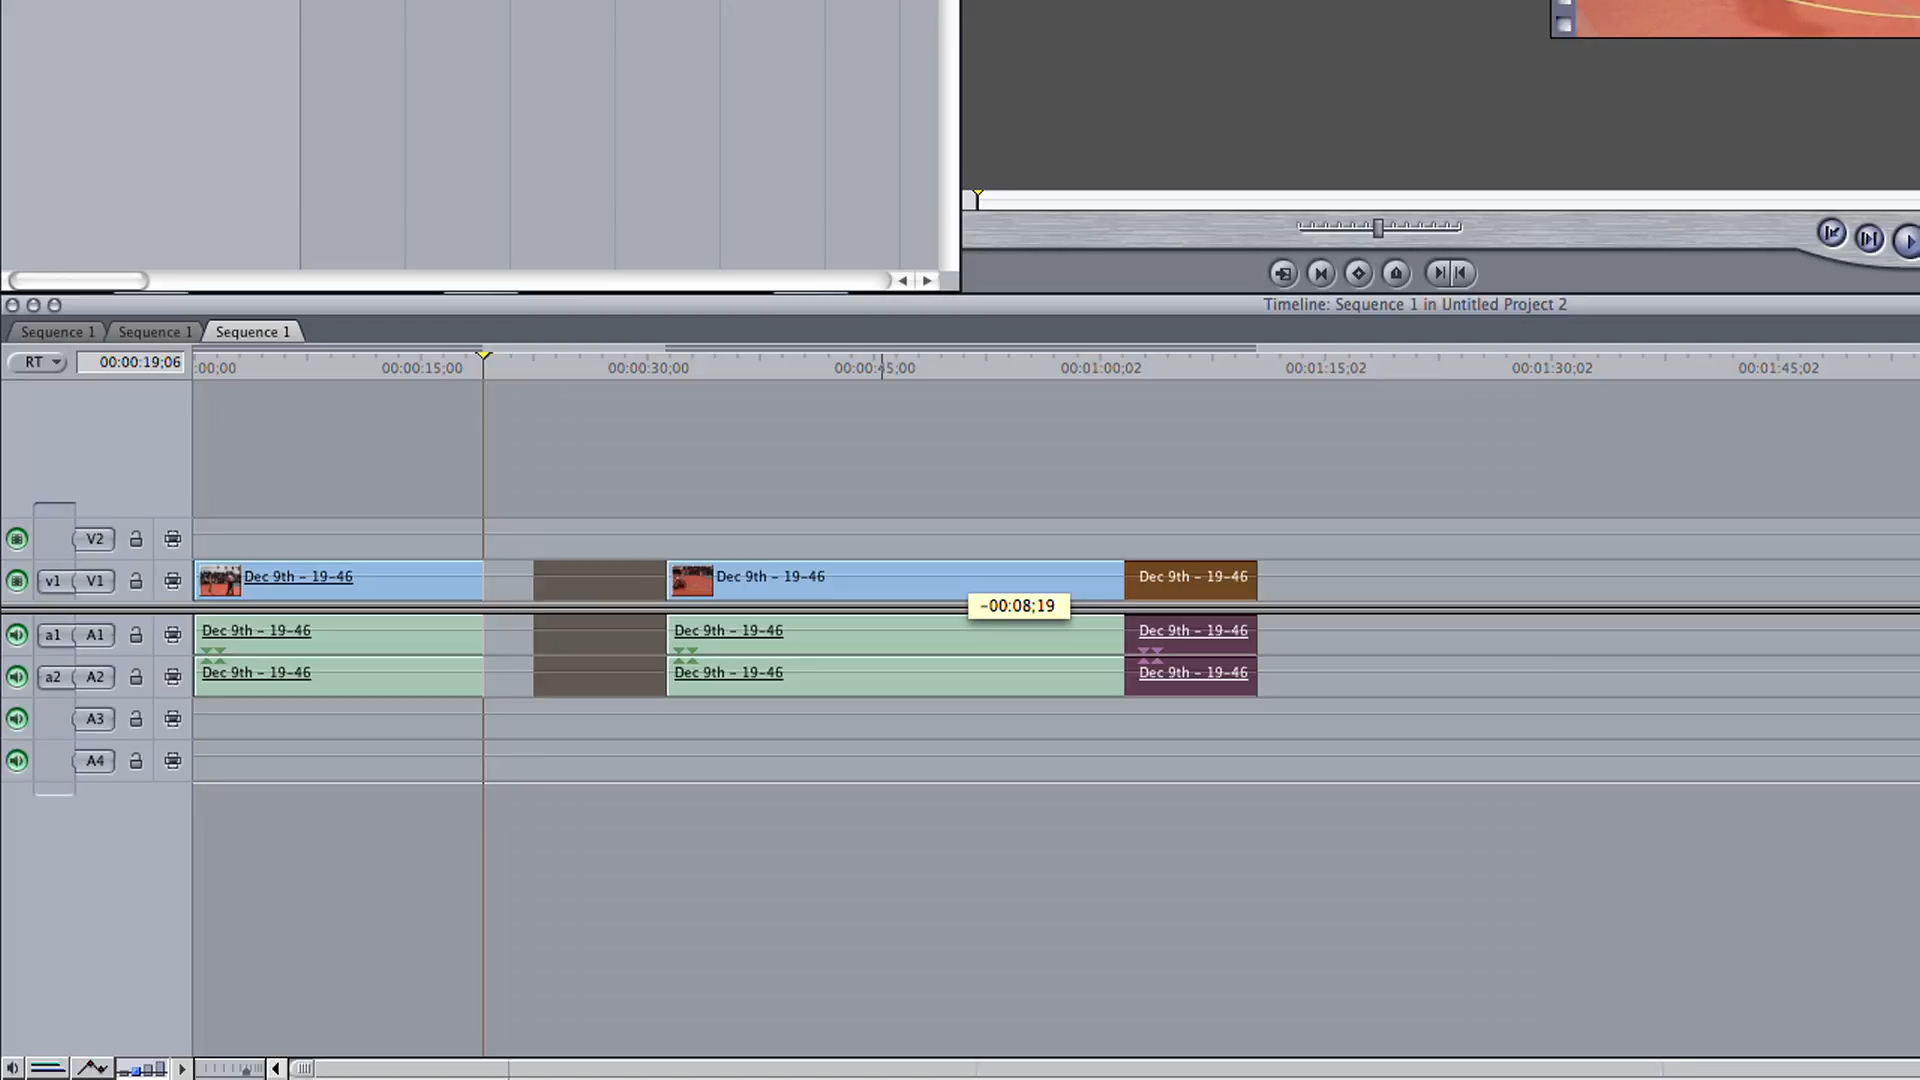 Timeline: Sequence 1 in Untitled Project 2
Sequence 1 Sequence 1 Sequence 1
RT 00:00:19;06 :00;00 00:00:15;00 00:00:30;00 00:00:45;00 00:01:00;02 00:01:15;02 00:01:30;02 00:01:45;02
V2
v1 V1 Dec 9th - 19-46 Dec 9th - 19-46 Dec 9th - 19-46
-00:08;19
a1 A1 Dec 9th - 19-46 Dec 9th - 19-46 Dec 9th - 19-46
a2 A2 Dec 9th - 19-46 Dec 9th - 19-46 Dec 9th - 19-46
A3
A4